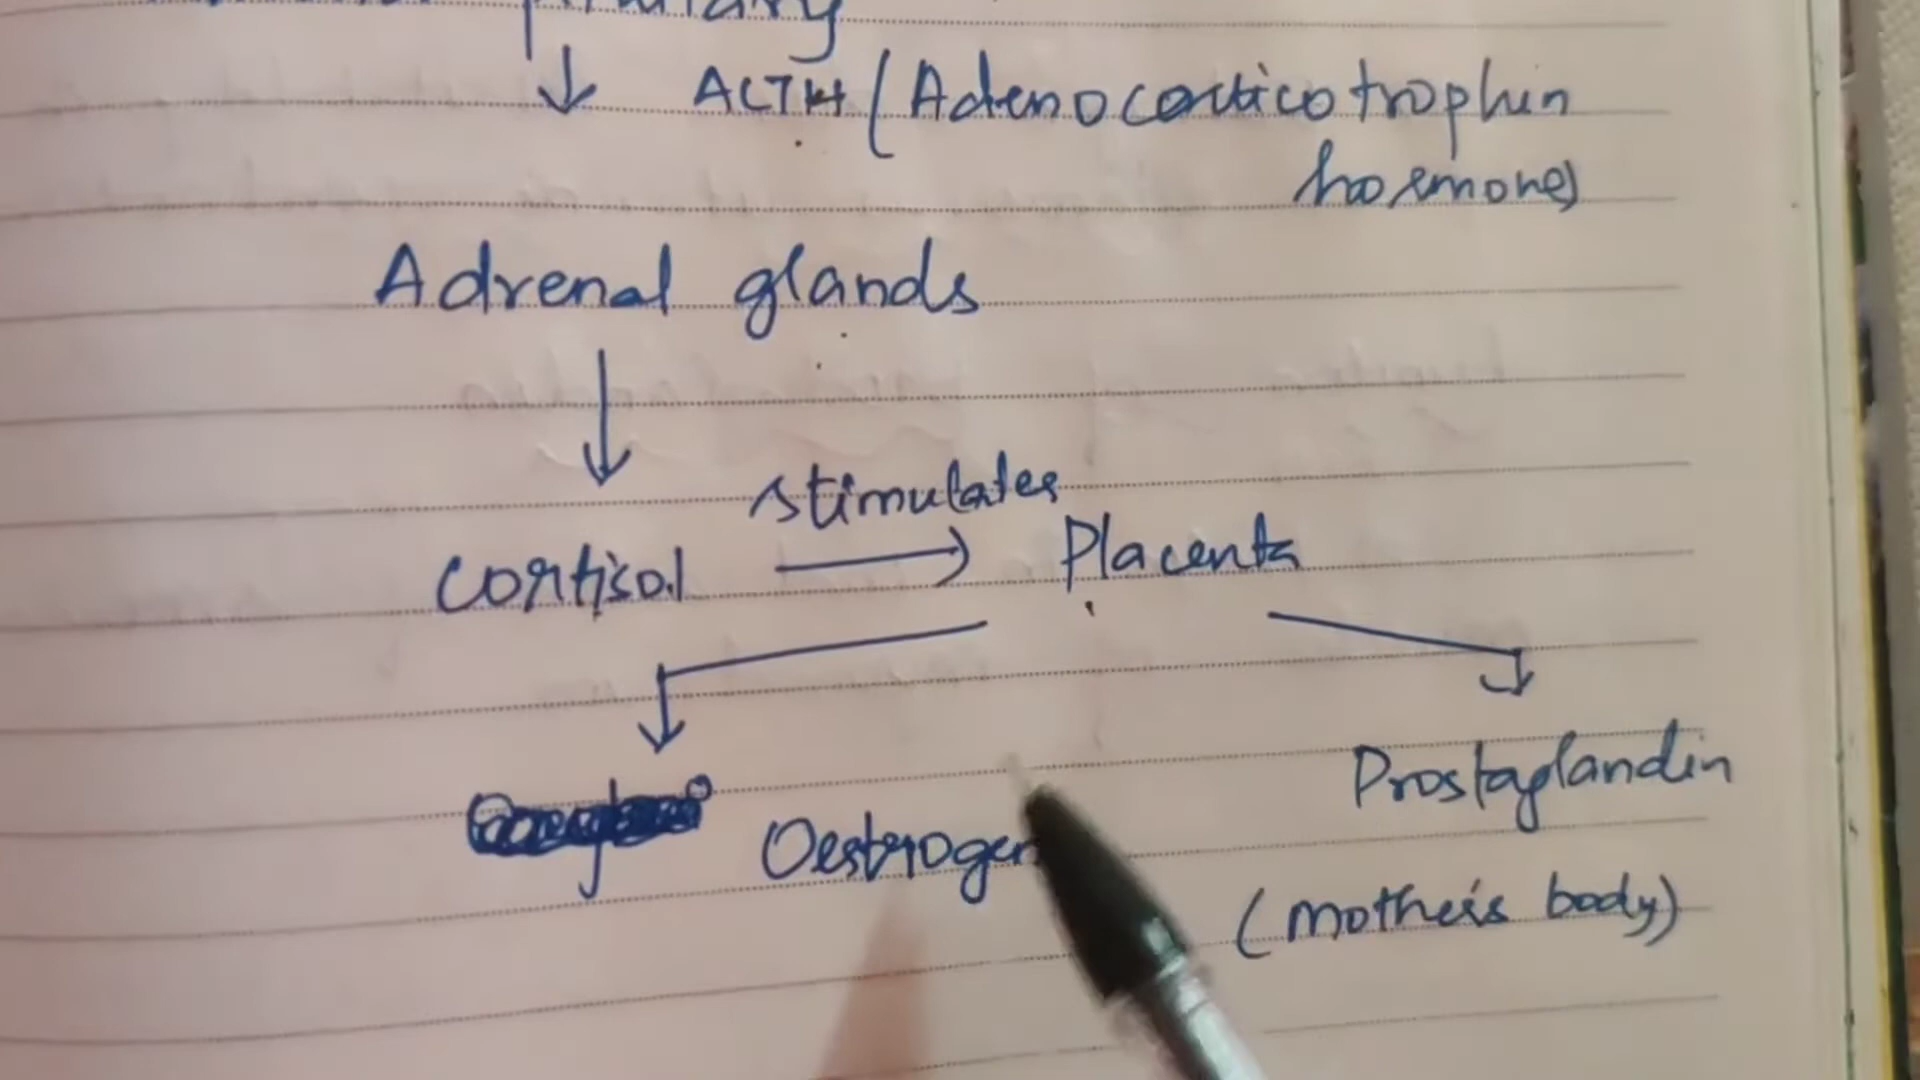 ACTH (Adenocorticotrophin
hormones)
Adrenal glands
stimulates
Cortisol Placenta
Prostaglandin
Oestrogen
(mother's body)